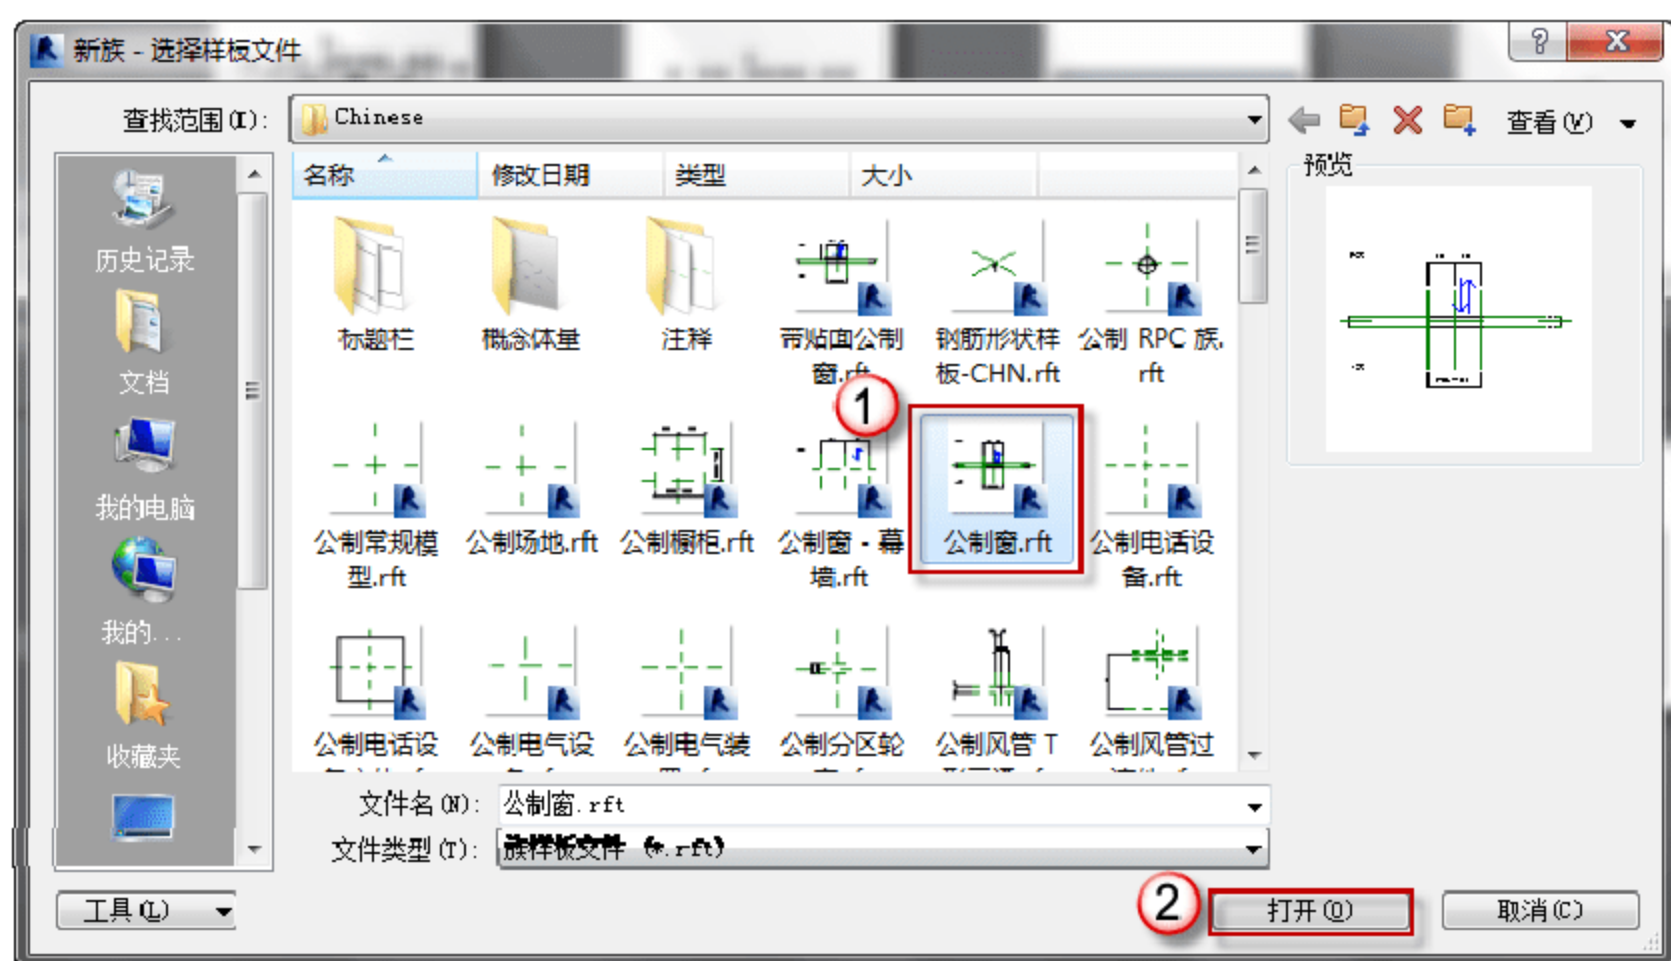 新族 - 选择样板文件
查找范围(I):
Chinese
查看(V)
名称 修改日期 类型 大小
预览
历史记录
文档
我的电脑
我的...
收藏夹
标题栏
概念体量
注释
带贴面公制
窗.rft
钢筋形状样
板-CHN.rft
公制 RPC 族.
rft
1
公制常规模
型.rft
公制场地.rft
公制橱柜.rft
公制窗 - 幕
墙.rft
公制窗.rft
公制电话设
备.rft
公制电话设
公制电气设
公制电气装
公制分区轮
公制风管 T
公制风管过
文件名(N): 公制窗.rft
文件类型(T): 族样板文件 (*.rft)
工具(L)
2
打开(O)
取消(C)